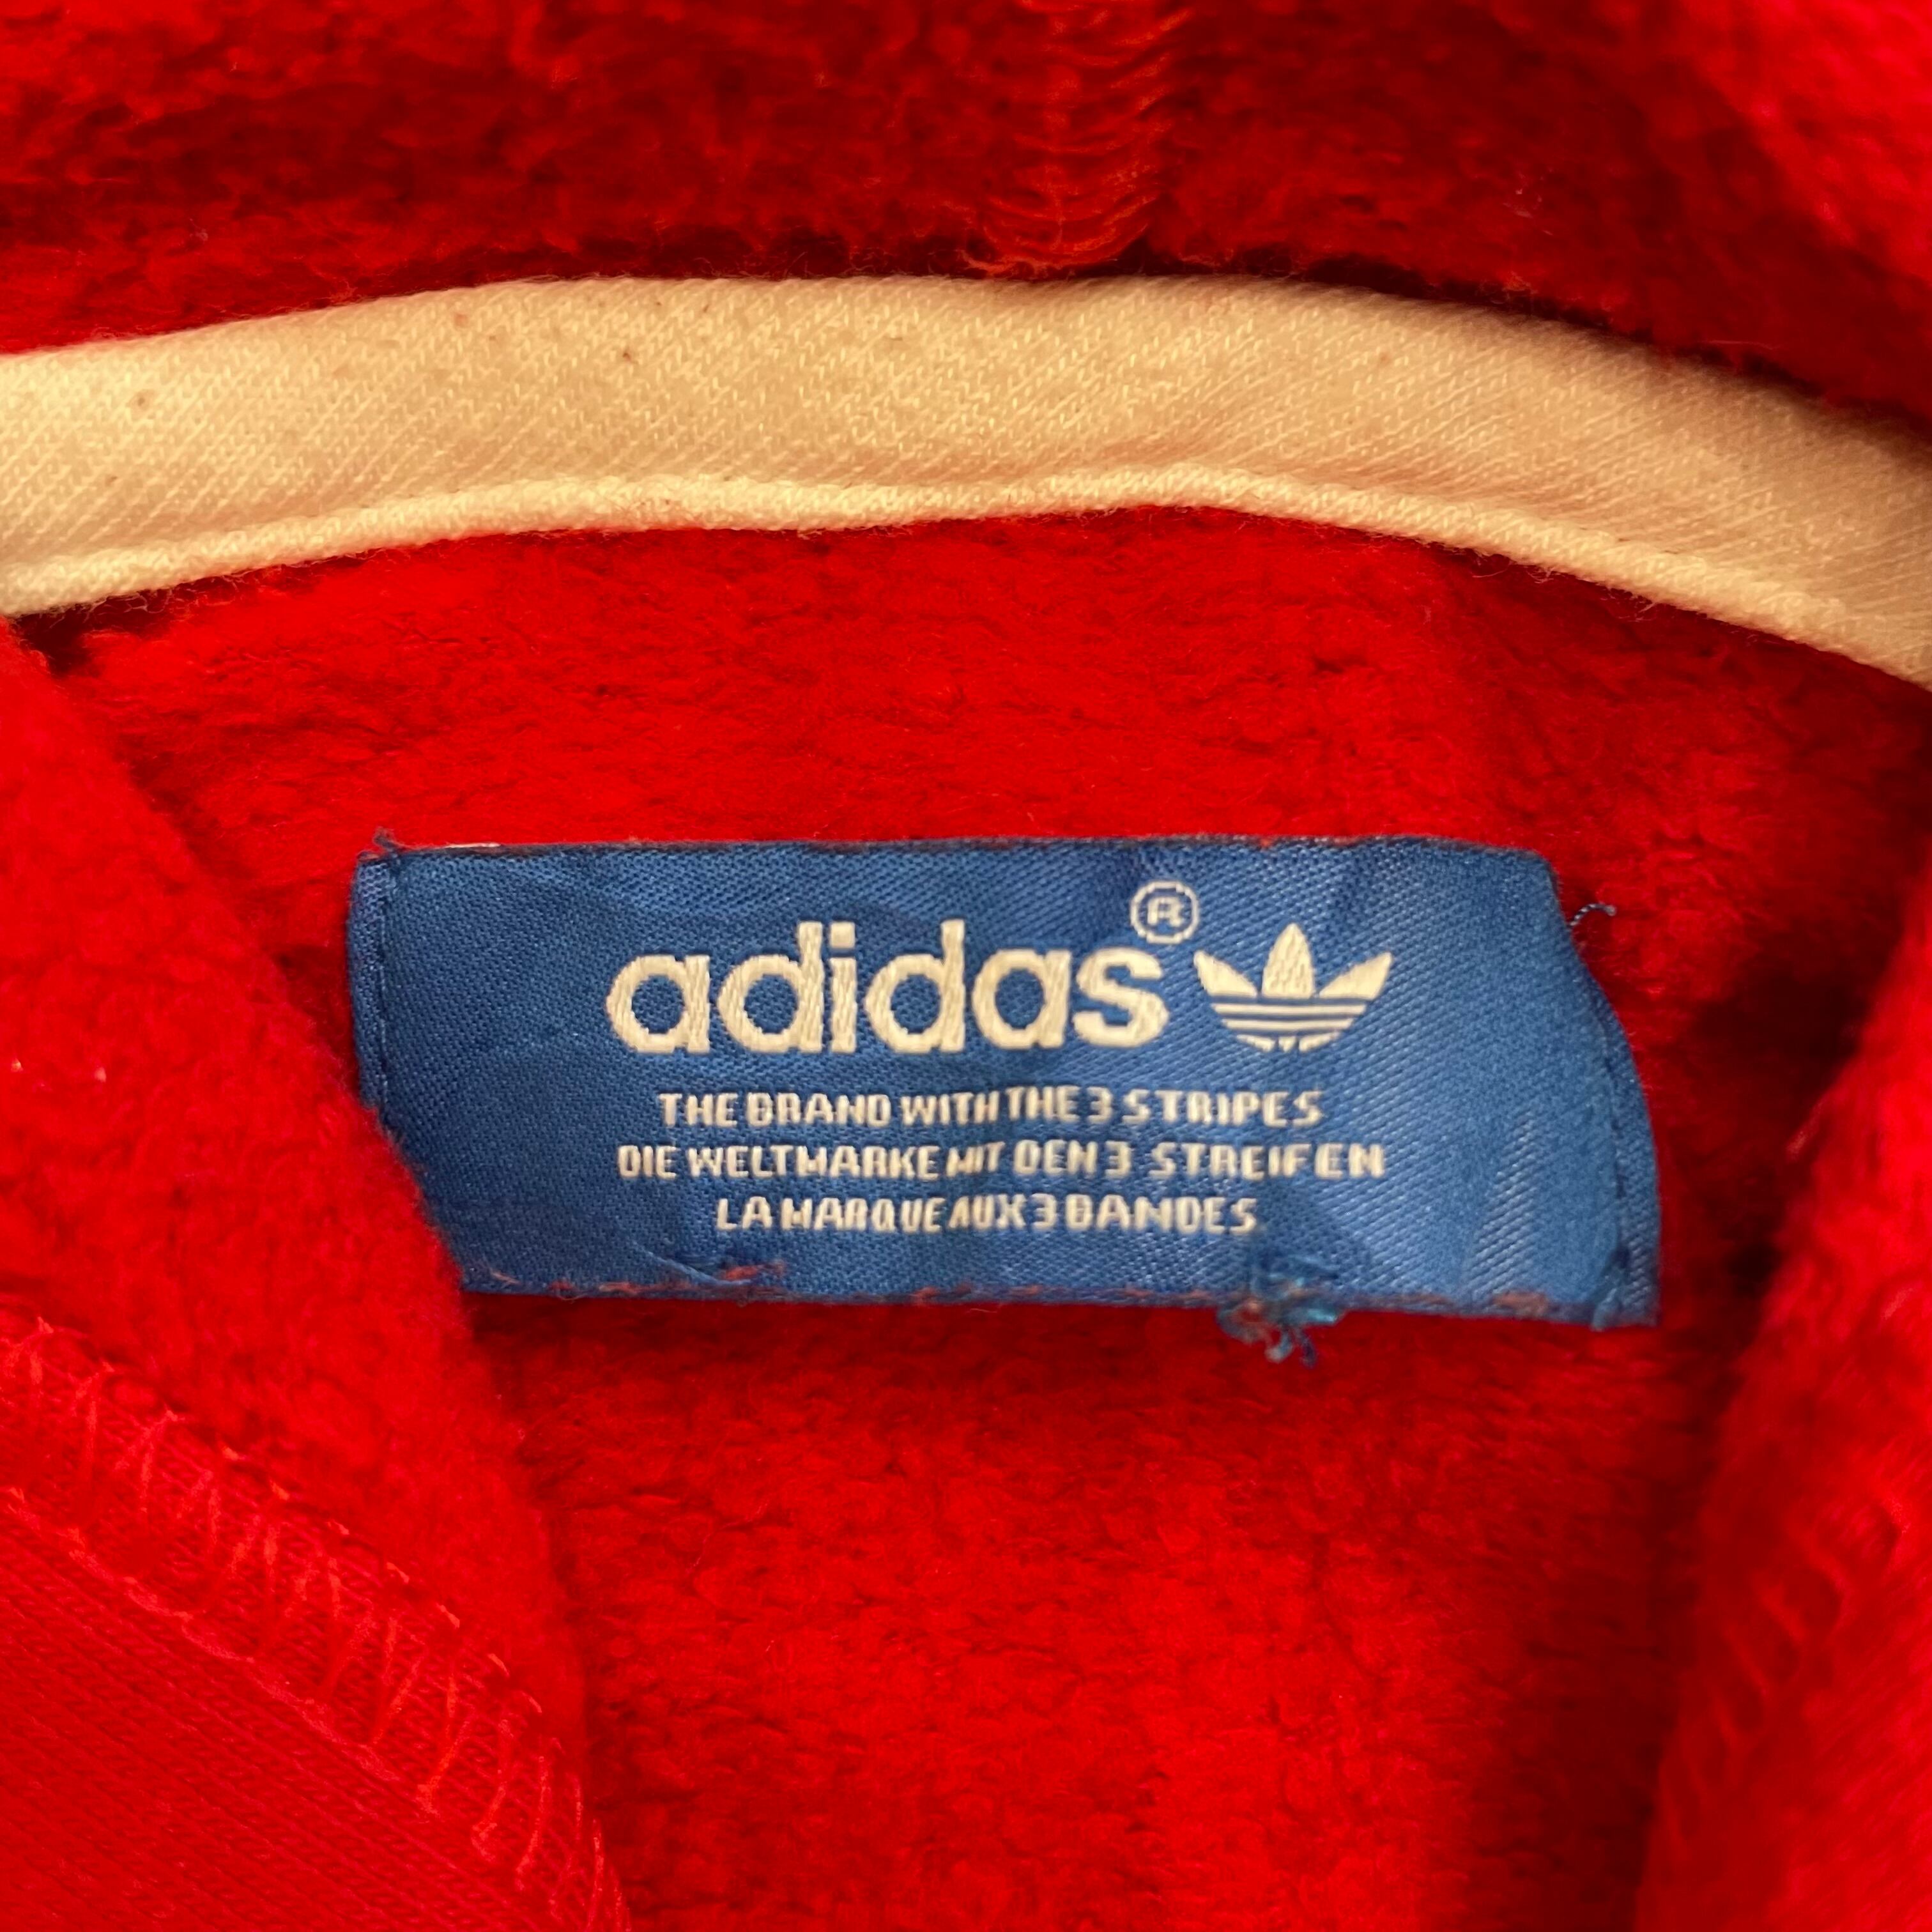 adidas®
THE BRAND WITH THE 3 STRIPES
DIE WELTMARKE MIT DEN 3 STREIFEN
LA MARQUE AUX 3 BANDES